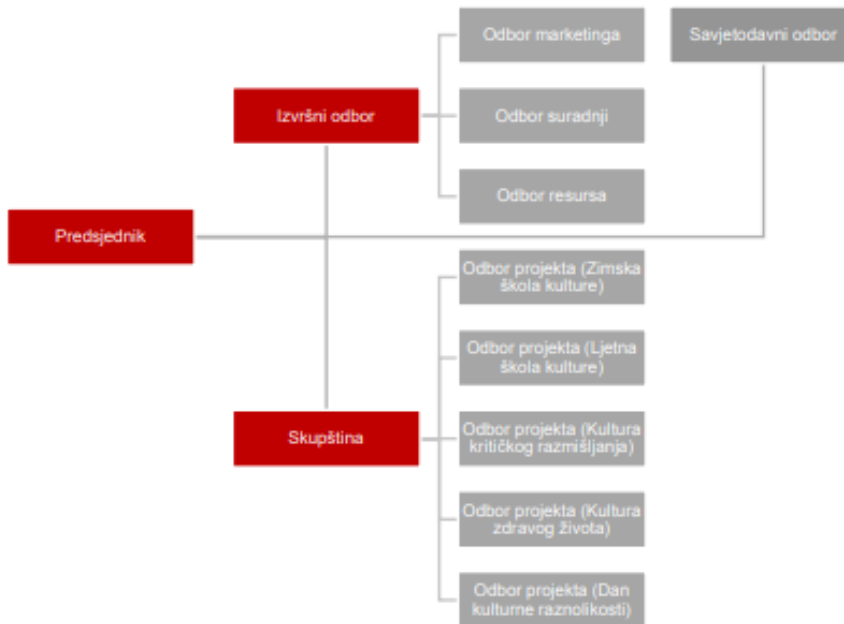 Odbor marketinga
Savjetodavni odbor
Izvršni odbor
Odbor suradnji
Odbor resursa
Predsjednik
Odbor projekta (Zimska
škola kulture)
Odbor projekta (Ljetna
škola kulture)
Skupština
Odbor projekta (Kultura
kritičkog razmišljanja)
Odbor projekta (Kultura
zdravog života)
Odbor projekta (Dan
kulturne raznolikosti)